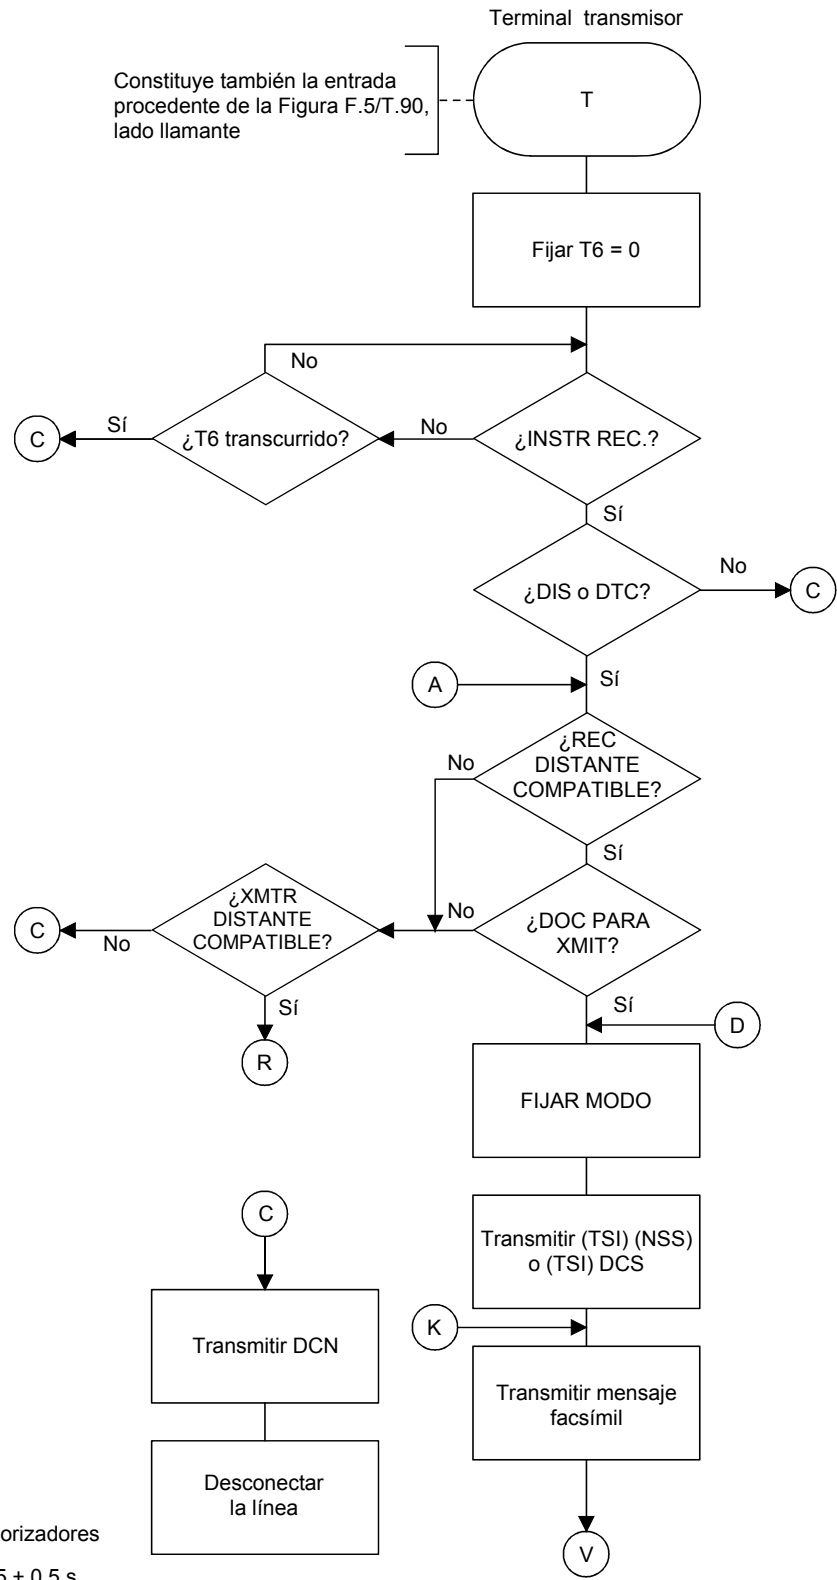 Terminal transmisor
Constituye también la entrada
procedente de la Figura F.5/T.90,
lado llamante
T
Fijar T6 = 0
No
C
Sí
¿T6 transcurrido?
No
¿INSTR REC.?
Sí
¿DIS o DTC?
No
C
A
Sí
¿REC
DISTANTE
COMPATIBLE?
No
Sí
¿XMTR
DISTANTE
COMPATIBLE?
C
No
No
¿DOC PARA
XMIT?
Sí
R
Sí
D
FIJAR MODO
C
Transmitir (TSI) (NSS)
o (TSI) DCS
K
Transmitir DCN
Transmitir mensaje
facsímil
Desconectar
la línea
V